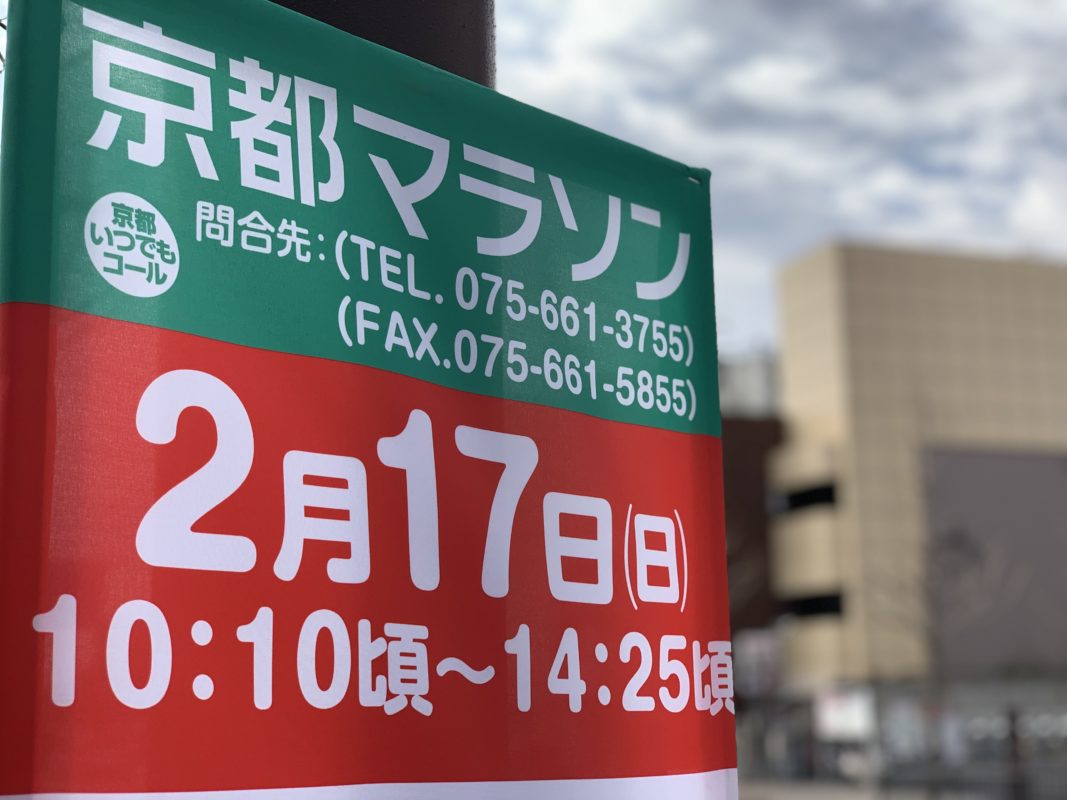 京都マラソン
京都
いつでも
コール
問合先：(TEL. 075-661-3755)
(FAX.075-661-5855)
2月17日(日)
10：10頃～14：25頃